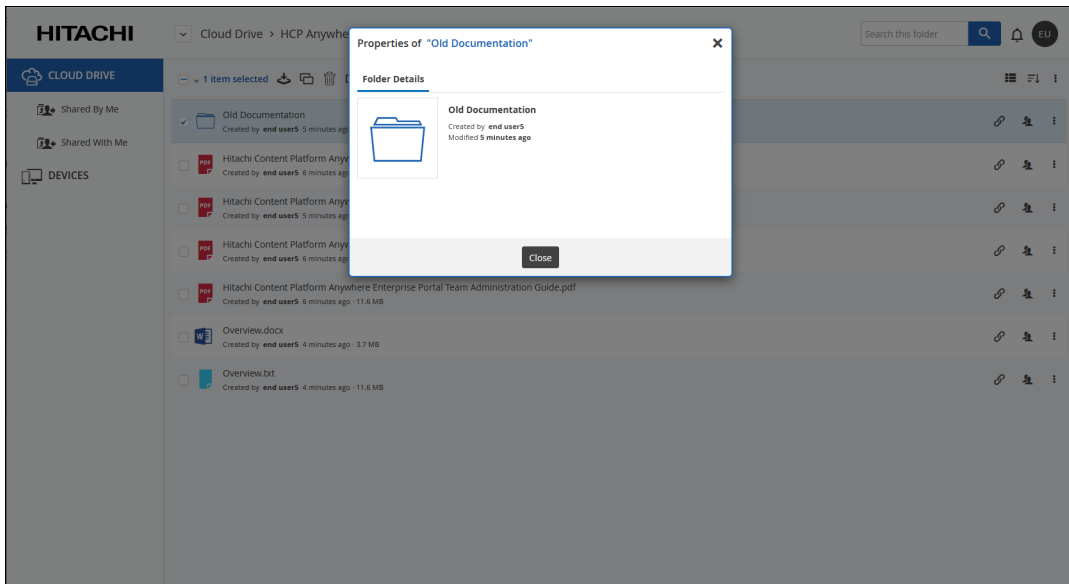 HITACHI
Cloud Drive > HCP Anywhe
Search this folder
EU
CLOUD DRIVE
Shared By Me
Shared With Me
DEVICES
1 item selected
Old Documentation
Created by end user5 5 minutes ago
Hitachi Content Platform Anyw
Created by end user5 6 minutes ago
Hitachi Content Platform Anyw
Created by end user5 5 minutes ago
Hitachi Content Platform Anyw
Created by end user5 6 minutes ago
Hitachi Content Platform Anywhere Enterprise Portal Team Administration Guide.pdf
Created by end user5 6 minutes ago · 11.6 MB
Overview.docx
Created by end user5 4 minutes ago · 3.7 MB
Overview.txt
Created by end user5 4 minutes ago · 11.6 MB
Properties of "Old Documentation"
Folder Details
Old Documentation
Created by end user5
Modified 5 minutes ago
Close